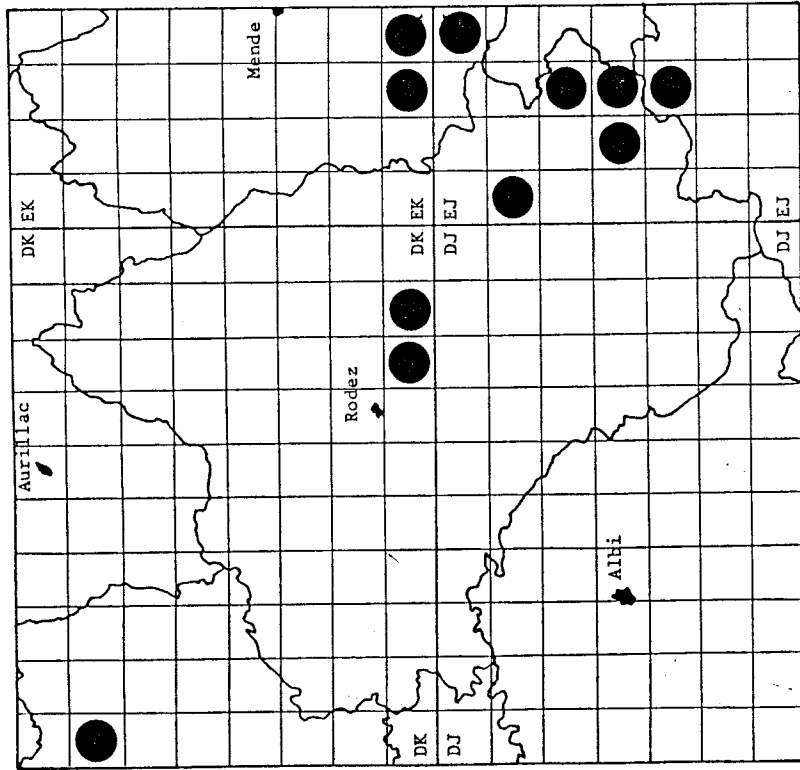 Aurillac
DK EK
Mende
Rodez
DK
DK EK
DJ
DJ EJ
Albi
DJ EJ